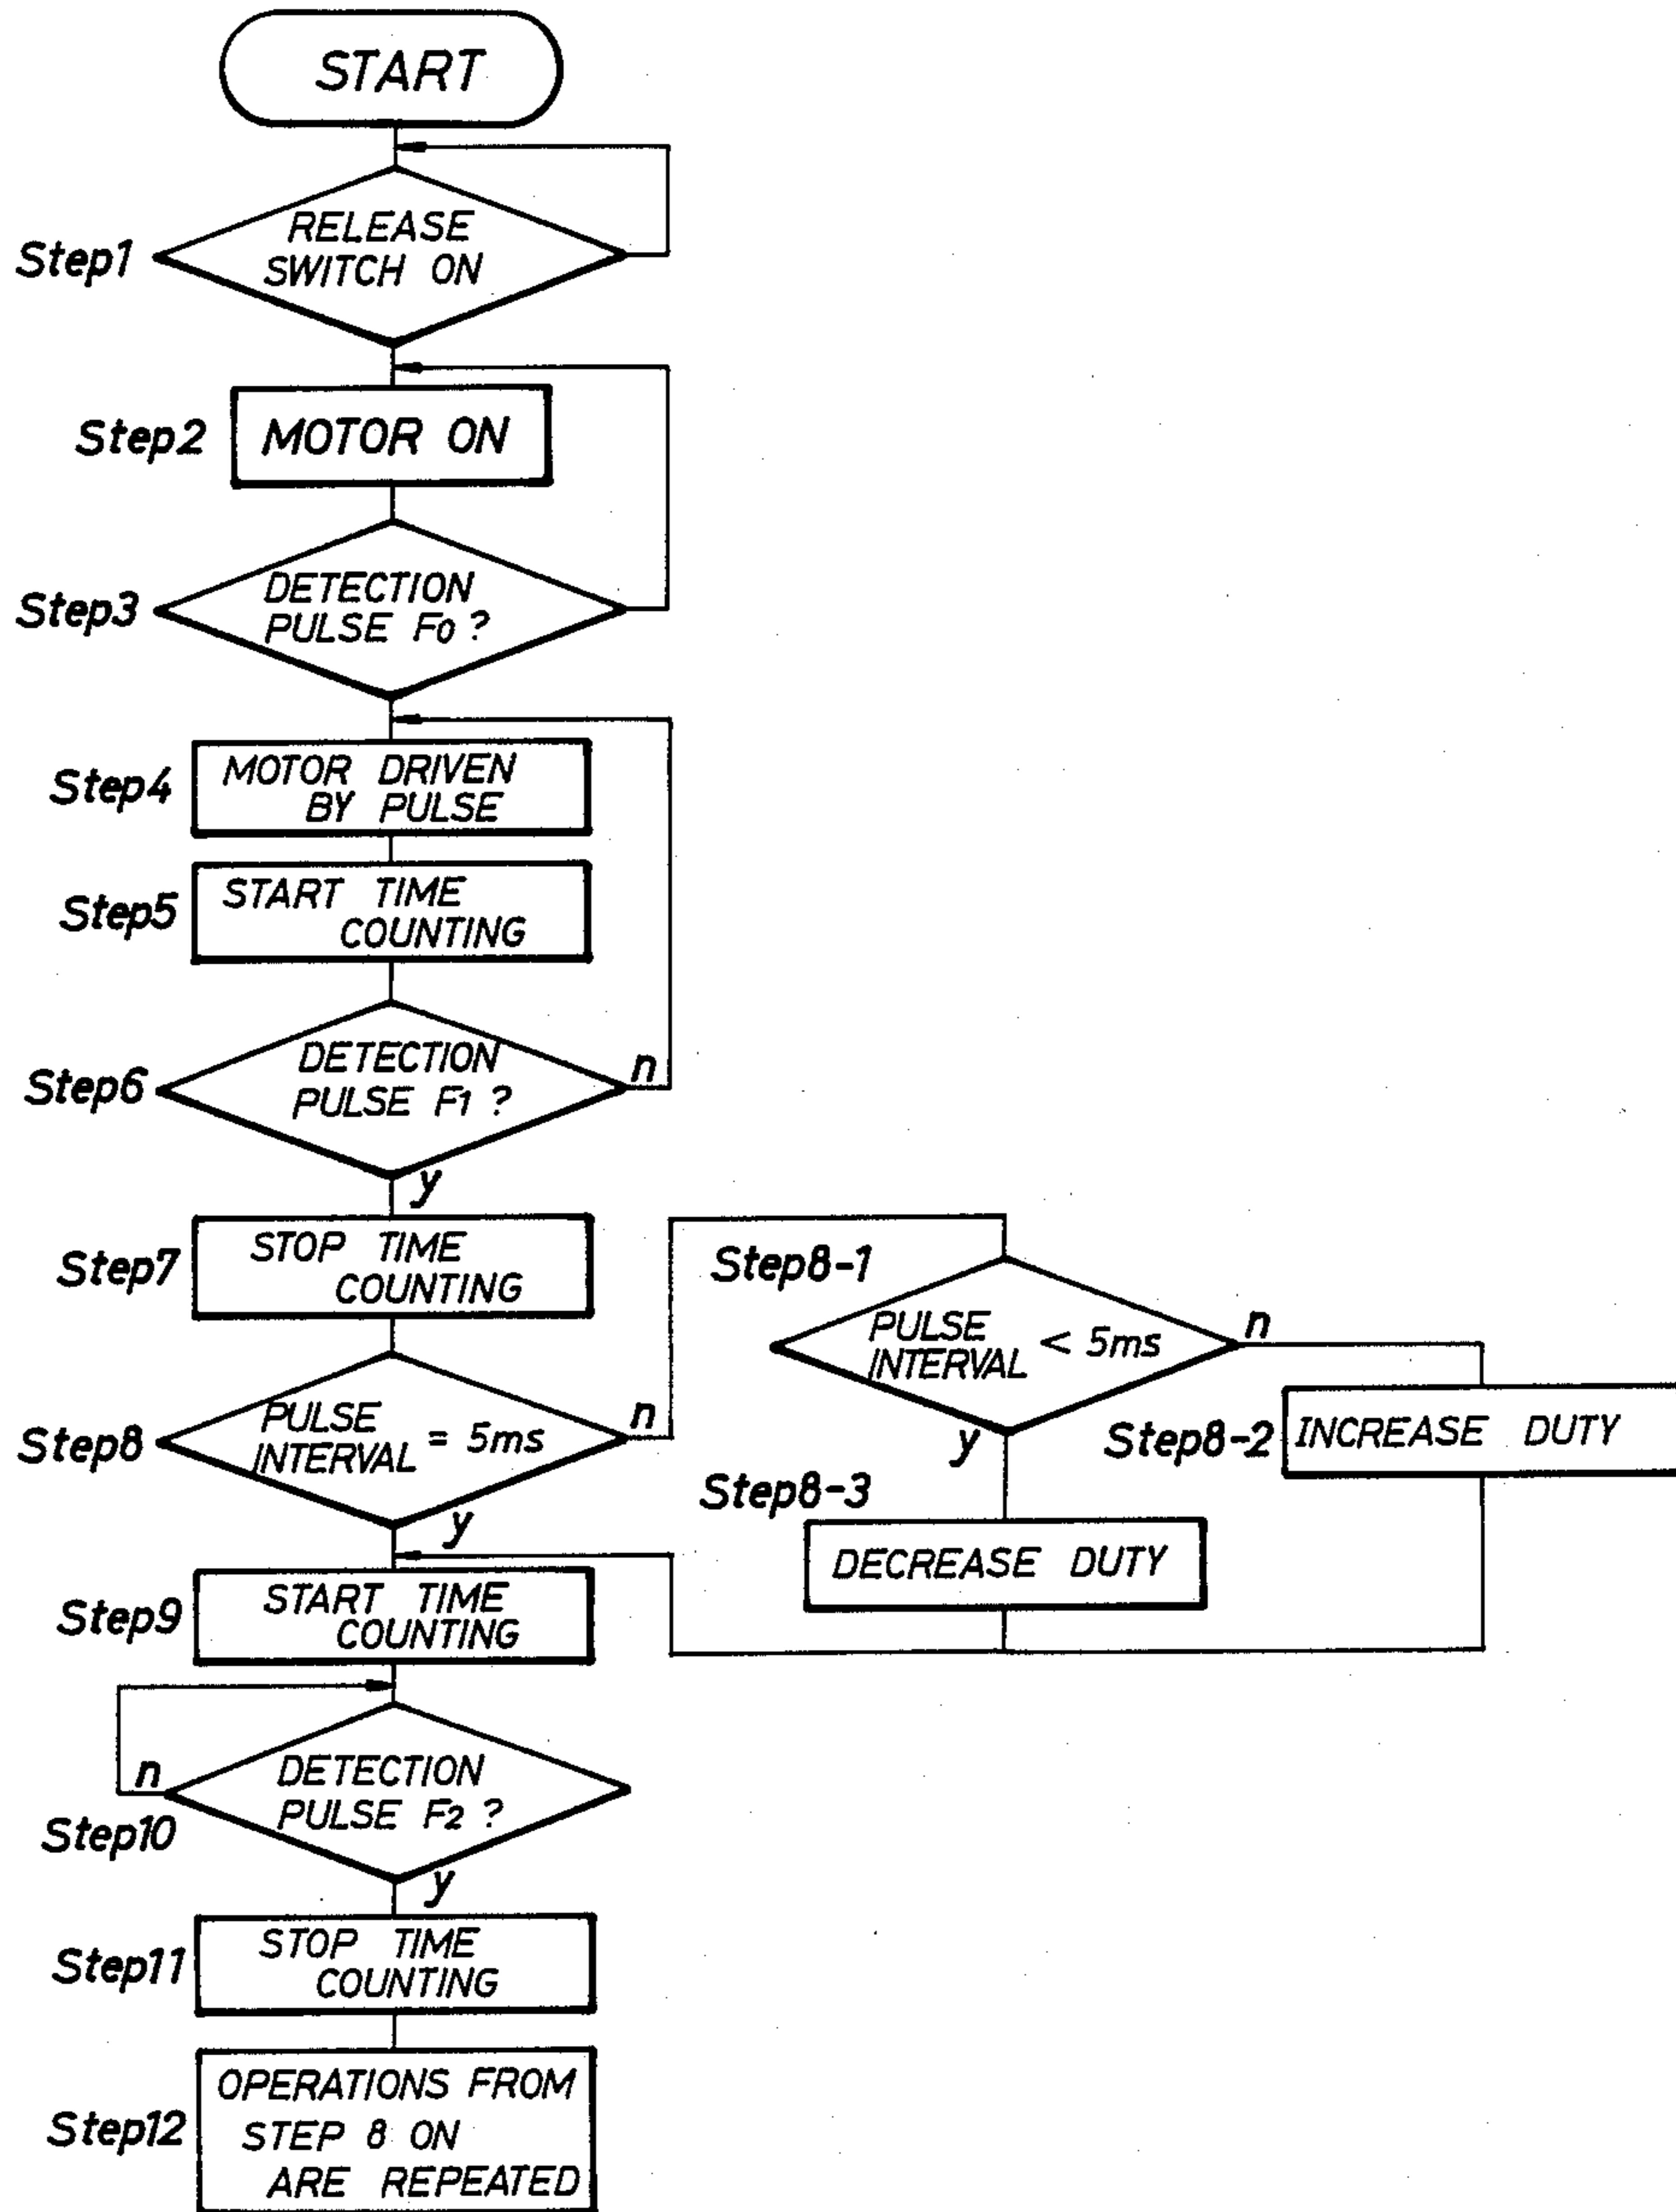 START
Step1
RELEASE
SWITCH ON
Step2
MOTOR ON
Step3
DETECTION
PULSE F0 ?
Step4
MOTOR DRIVEN
BY PULSE
Step5
START TIME
COUNTING
Step6
DETECTION
PULSE F1 ?
n
y
Step7
STOP TIME
COUNTING
Step8
PULSE
INTERVAL = 5ms
n
y
Step8-1
PULSE
INTERVAL < 5ms
n
y
Step8-2
INCREASE DUTY
Step8-3
DECREASE DUTY
Step9
START TIME
COUNTING
Step10
DETECTION
PULSE F2 ?
n
y
Step11
STOP TIME
COUNTING
Step12
OPERATIONS FROM
STEP 8 ON
ARE REPEATED